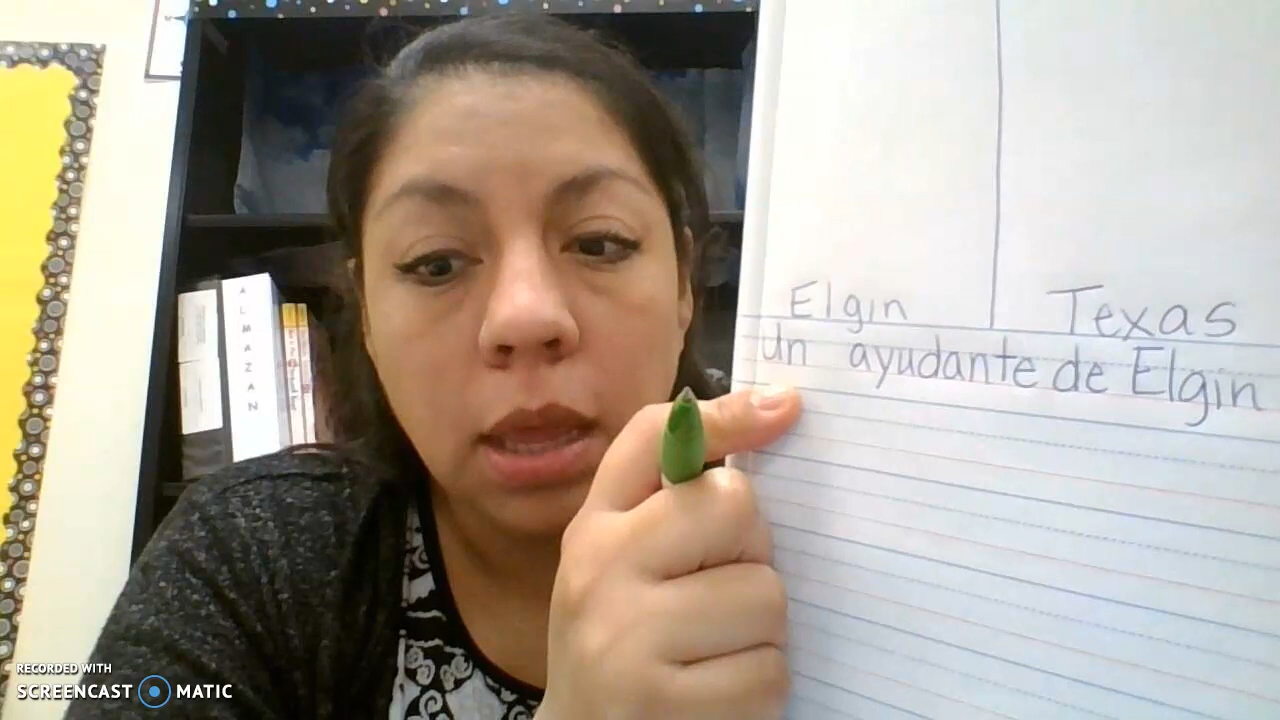 Elgin Texas
Un ayudante de Elgin
ALMAZAN
RECORDED WITH
SCREENCAST MATIC